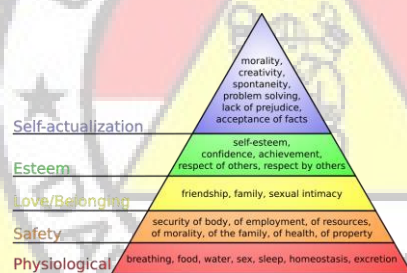 morality,
creativity,
spontaneity,
problem solving,
lack of prejudice,
acceptance of facts
Self-actualization
self-esteem,
confidence, achievement,
respect of others, respect by others
Esteem
friendship, family, sexual intimacy
Love/Belonging
security of body, of employment, of resources,
of morality, of the family, of health, of property
Safety
breathing, food, water, sex, sleep, homeostasis, excretion
Physiological